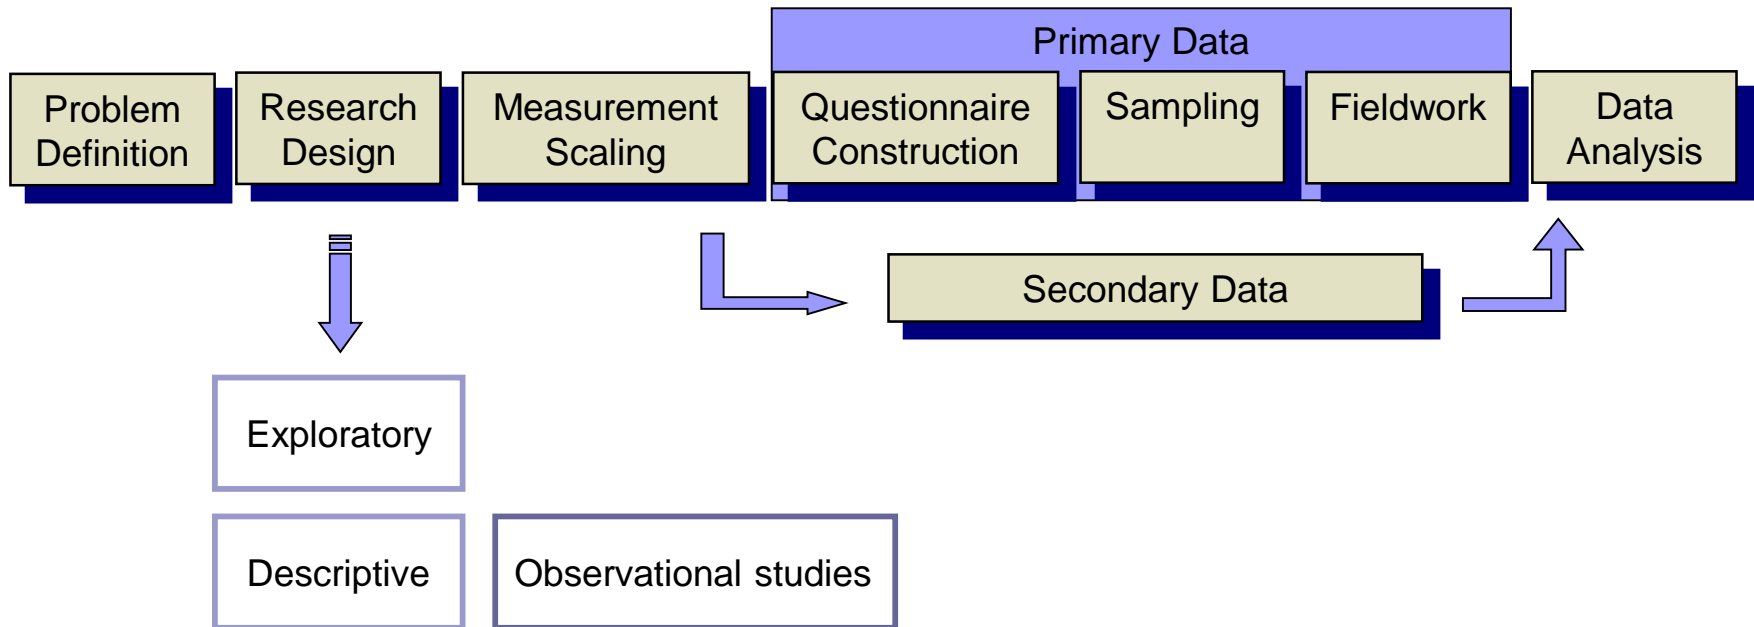 Primary Data
Problem
Definition
Research
Design
Measurement
Scaling
Questionnaire
Construction
Sampling
Fieldwork
Data
Analysis
Secondary Data
Exploratory
Descriptive
Observational studies